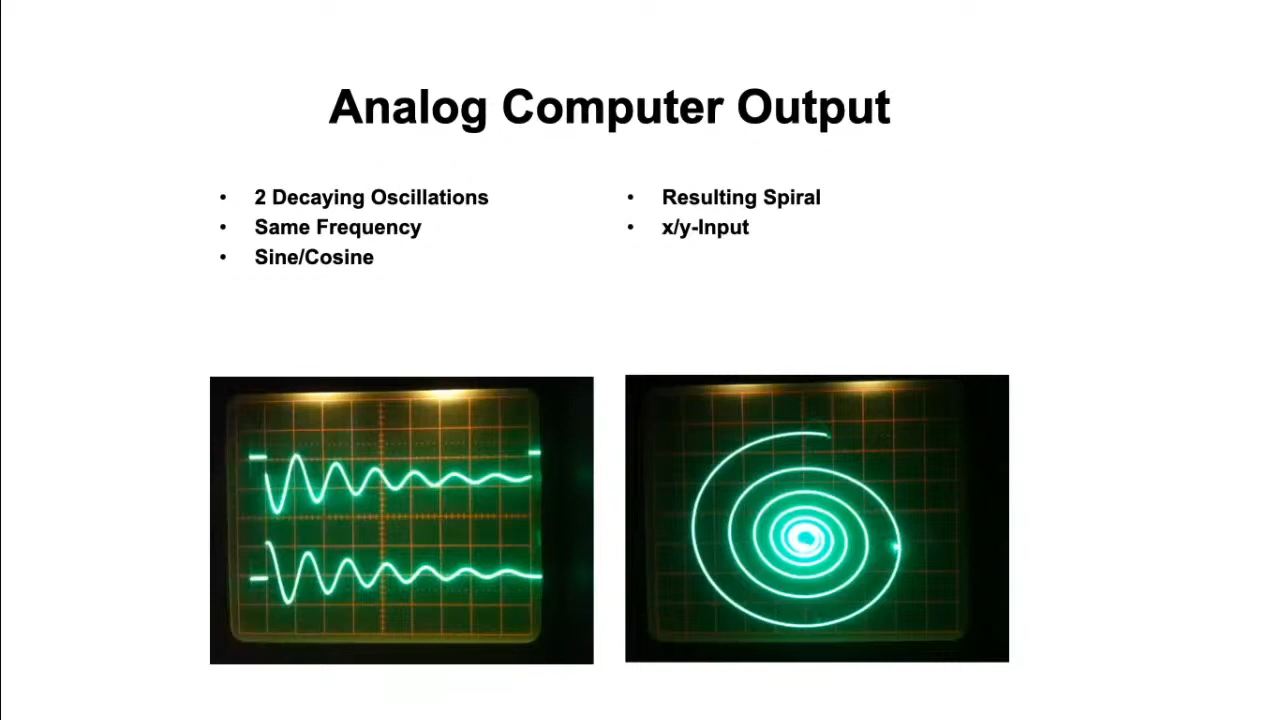 Analog Computer Output
• 2 Decaying Oscillations
• Same Frequency
• Sine/Cosine
• Resulting Spiral
• x/y-Input